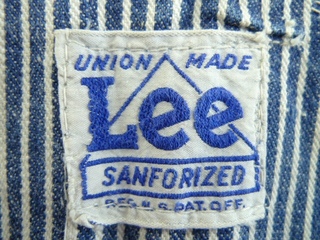 UNION MADE
Lee
SANFORIZED
REG. U.S. PAT. OFF.